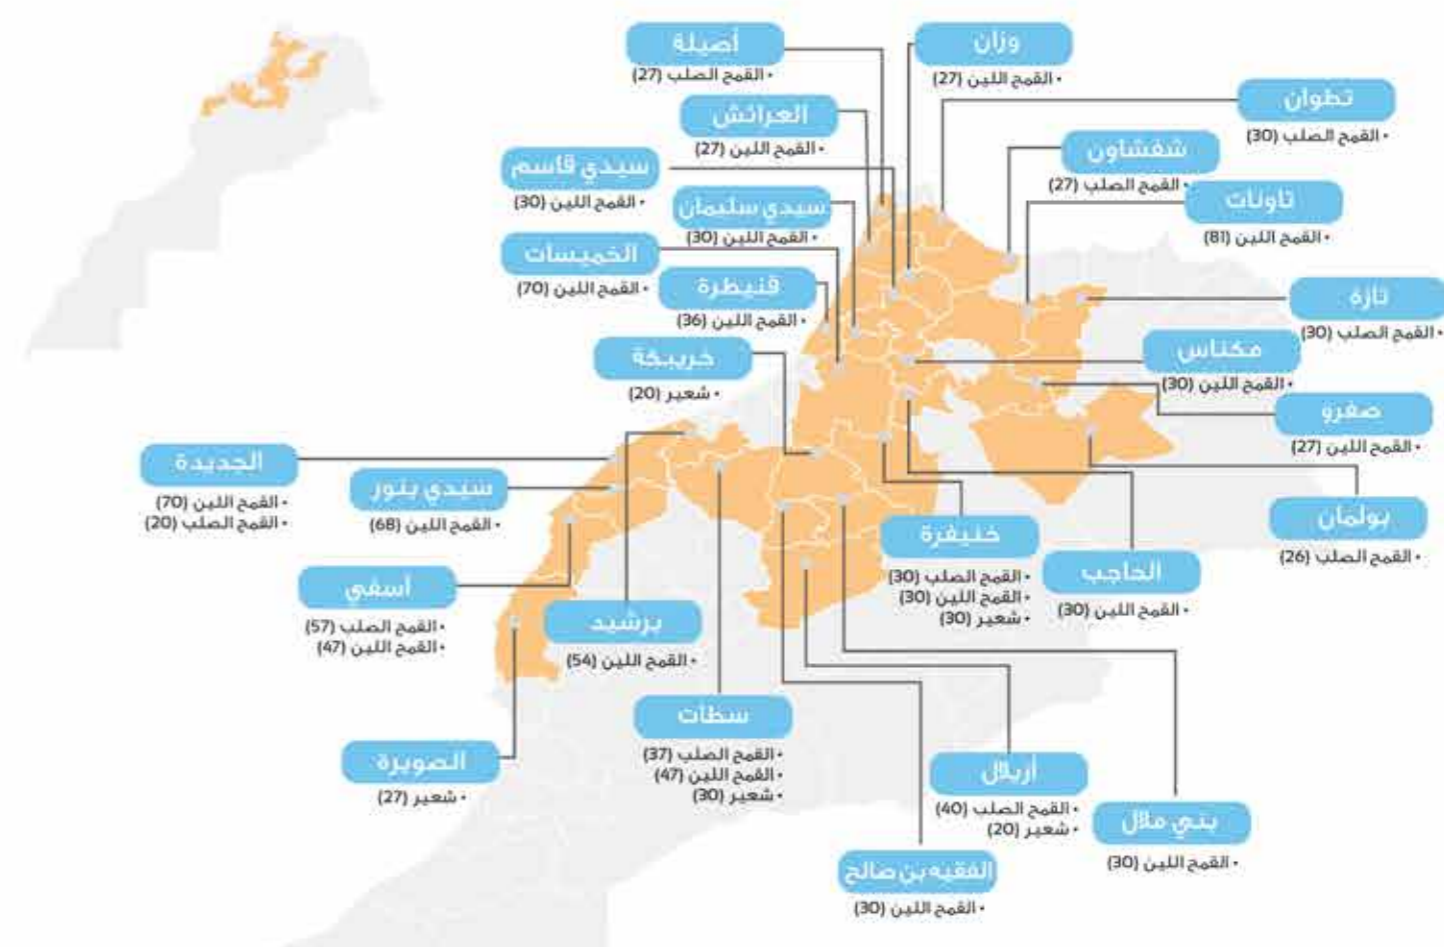 أصيلة
• القمح الصلب (27)
وزان
• القمح اللين (27)
تطوان
• القمح الصلب (30)
العرائش
• القمح اللين (27)
شفشاون
• القمح الصلب (27)
سيدي قاسم
• القمح اللين (30)
تاونات
• القمح اللين (81)
سيدي سليمان
• القمح اللين (30)
الخميسات
• القمح اللين (70)
قنيطرة
• القمح اللين (36)
تازة
• القمح الصلب (30)
خريبكة
• شعير (20)
مكناس
• القمح اللين (30)
صفرو
• القمح اللين (27)
الجديدة
• القمح اللين (70)
• القمح الصلب (20)
سيدي بنور
• القمح اللين (68)
بولمان
• القمح الصلب (26)
خنيفرة
• القمح الصلب (30)
• القمح اللين (30)
• شعير (30)
الحاجب
• القمح اللين (30)
آسفي
• القمح الصلب (57)
• القمح اللين (47)
برشيد
• القمح اللين (54)
سطات
• القمح الصلب (37)
• القمح اللين (47)
• شعير (30)
الصويرة
• شعير (27)
أزيلال
• القمح الصلب (40)
• شعير (20)
بني ملال
• القمح اللين (30)
الفقيه بن صالح
• القمح اللين (30)